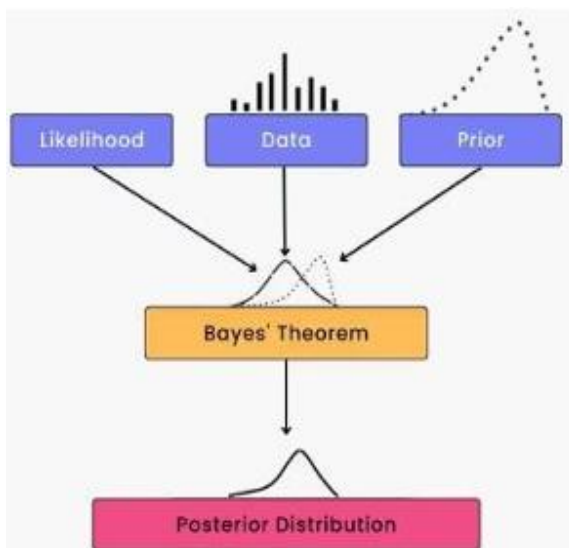 Likelihood
Data
Prior
Bayes' Theorem
Posterior Distribution